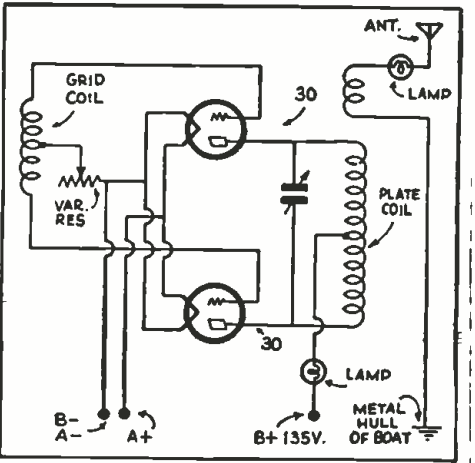 ANT.
GRID
COIL
30
LAMP
VAR.
RES
PLATE
COIL
30
LAMP
B-
A-
A+
B+ 135V.
METAL
HULL
OF BOAT